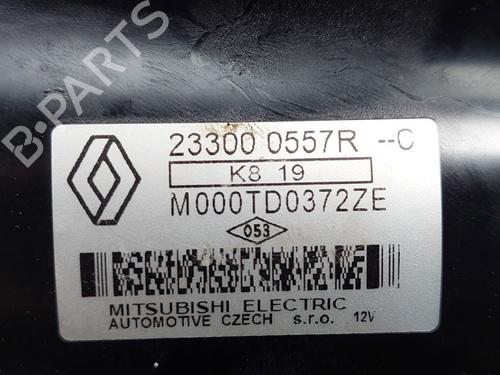 B-PARTS
23300 0557R --C
K8 19
M000TD0372ZE
053
MITSUBISHI ELECTRIC
AUTOMOTIVE CZECH s.r.o. 12V